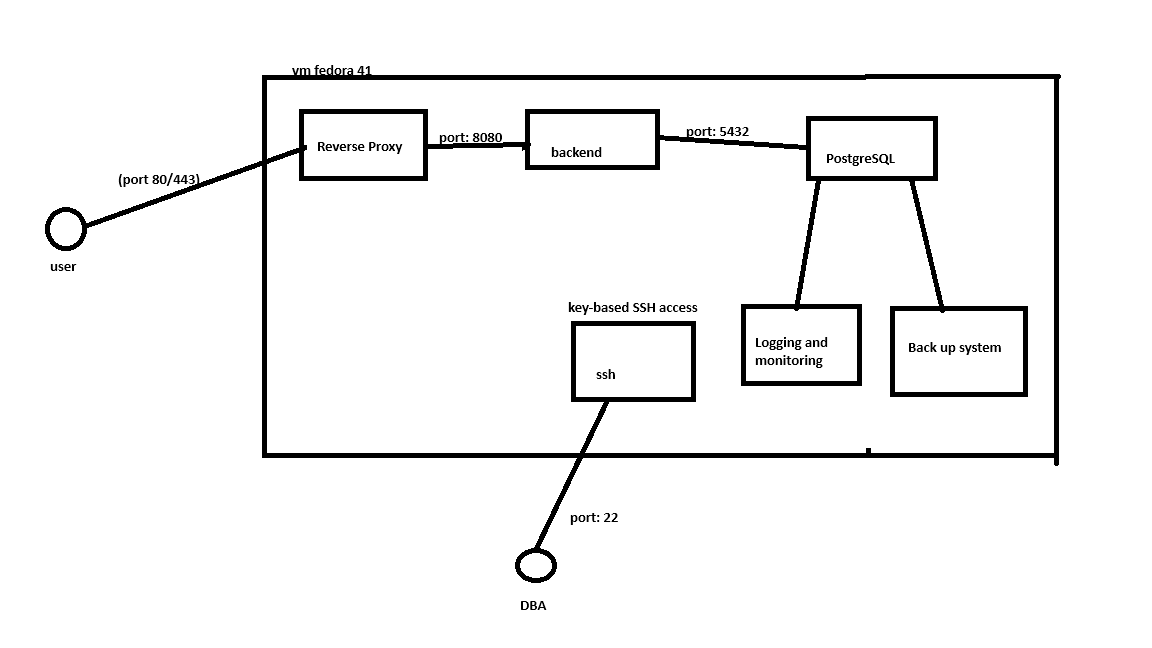 vm fedora 41
Reverse Proxy
port: 8080
backend
port: 5432
PostgreSQL
(port 80/443)
user
key-based SSH access
ssh
Logging and
monitoring
Back up system
port: 22
DBA